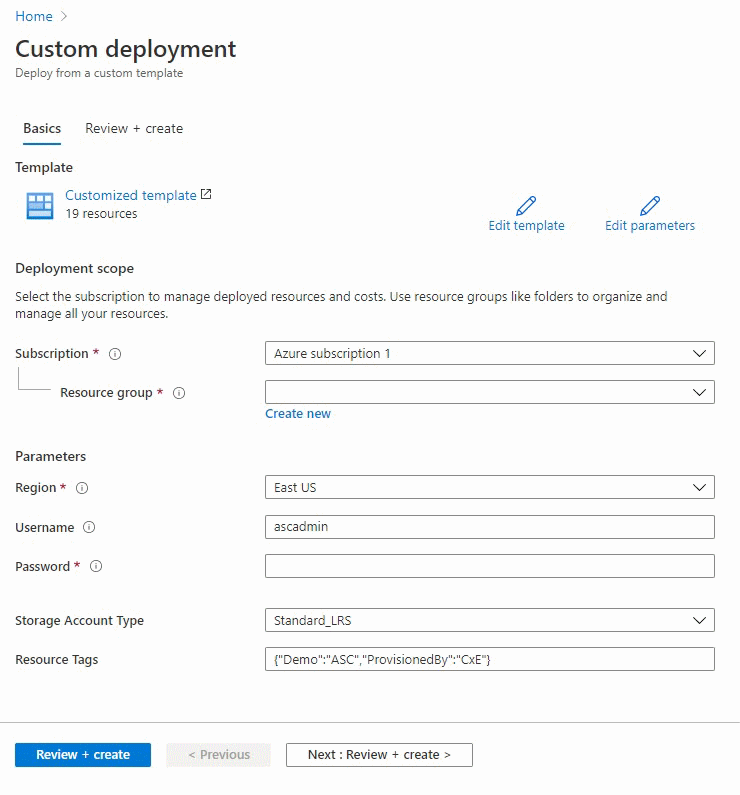 Home
Custom deployment
Deploy from a custom template
Basics Review + create
Template
Customized template
19 resources
Edit template Edit parameters
Deployment scope
Select the subscription to manage deployed resources and costs. Use resource groups like folders to organize and
manage all your resources.
Subscription * Azure subscription 1
Resource group *
Create new
Parameters
Region * East US
Username ascadmin
Password *
Storage Account Type Standard_LRS
Resource Tags {"Demo":"ASC","ProvisionedBy":"CxE"}
Review + create < Previous Next : Review + create >